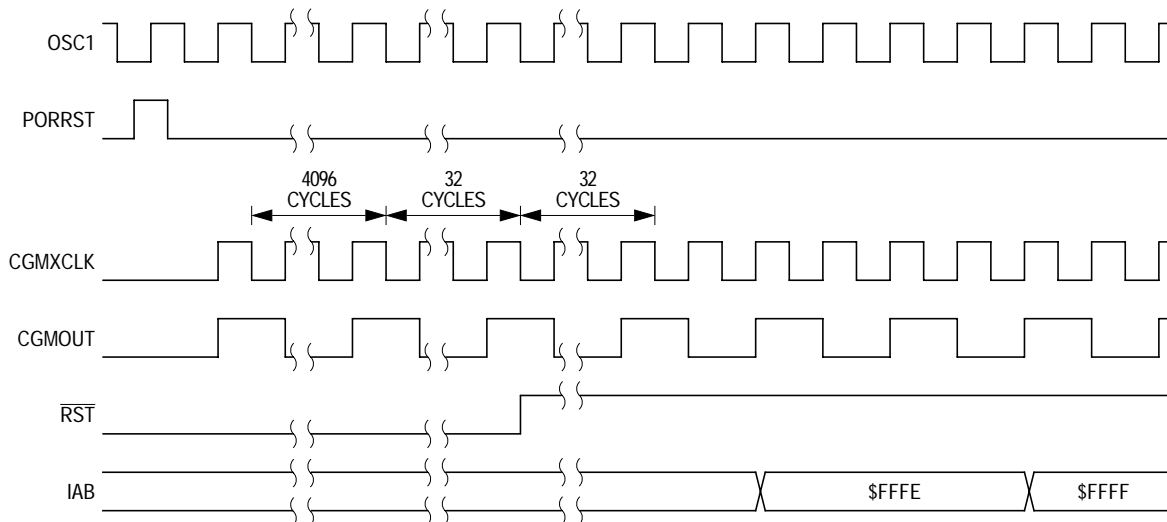 OSC1
PORRST
4096
CYCLES
32
CYCLES
32
CYCLES
CGMXCLK
CGMOUT
RST
IAB
$FFFE
$FFFF